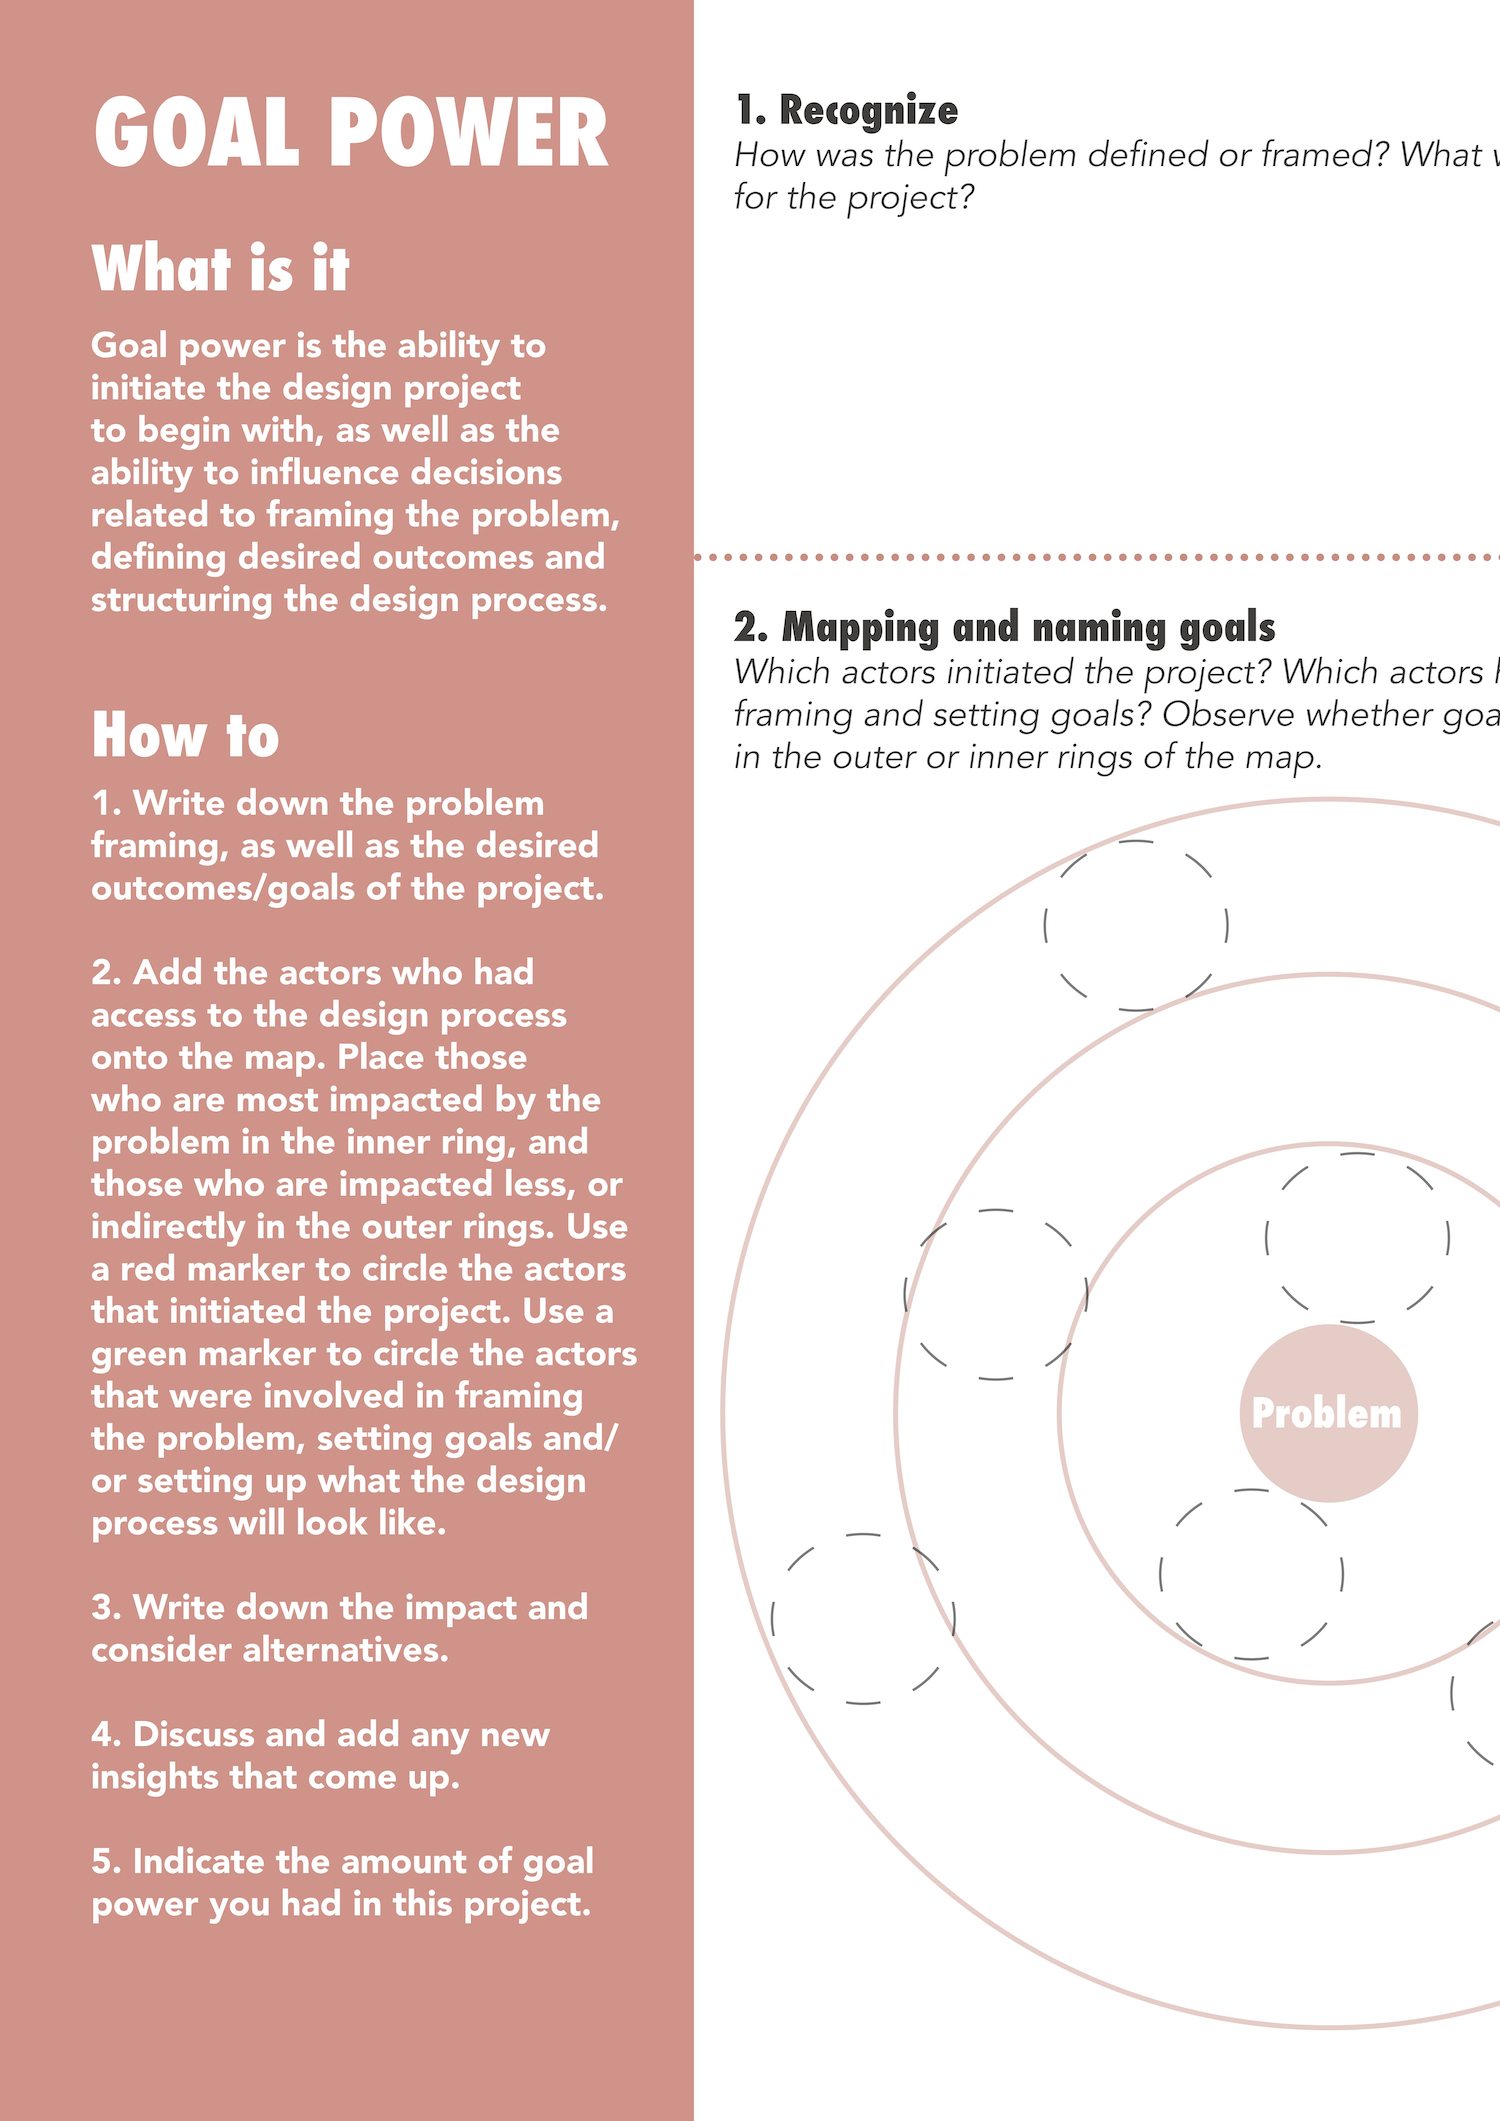 GOAL POWER
What is it
Goal power is the ability to
initiate the design project
to begin with, as well as the
ability to influence decisions
related to framing the problem,
defining desired outcomes and
structuring the design process.
How to
1. Write down the problem
framing, as well as the desired
outcomes/goals of the project.
2. Add the actors who had
access to the design process
onto the map. Place those
who are most impacted by the
problem in the inner ring, and
those who are impacted less, or
indirectly in the outer rings. Use
a red marker to circle the actors
that initiated the project. Use a
green marker to circle the actors
that were involved in framing
the problem, setting goals and/
or setting up what the design
process will look like.
3. Write down the impact and
consider alternatives.
4. Discuss and add any new
insights that come up.
5. Indicate the amount of goal
power you had in this project.
1. Recognize
How was the problem defined or framed? What
for the project?
2. Mapping and naming goals
Which actors initiated the project? Which actors
framing and setting goals? Observe whether
in the outer or inner rings of the map.
Problem